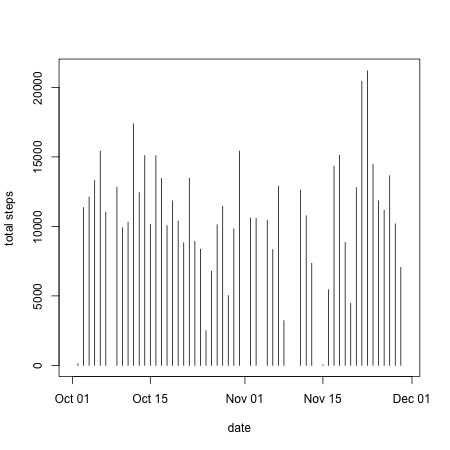 total steps
20000
15000
10000
5000
0
Oct 01
Oct 15
Nov 01
Nov 15
Dec 01
date